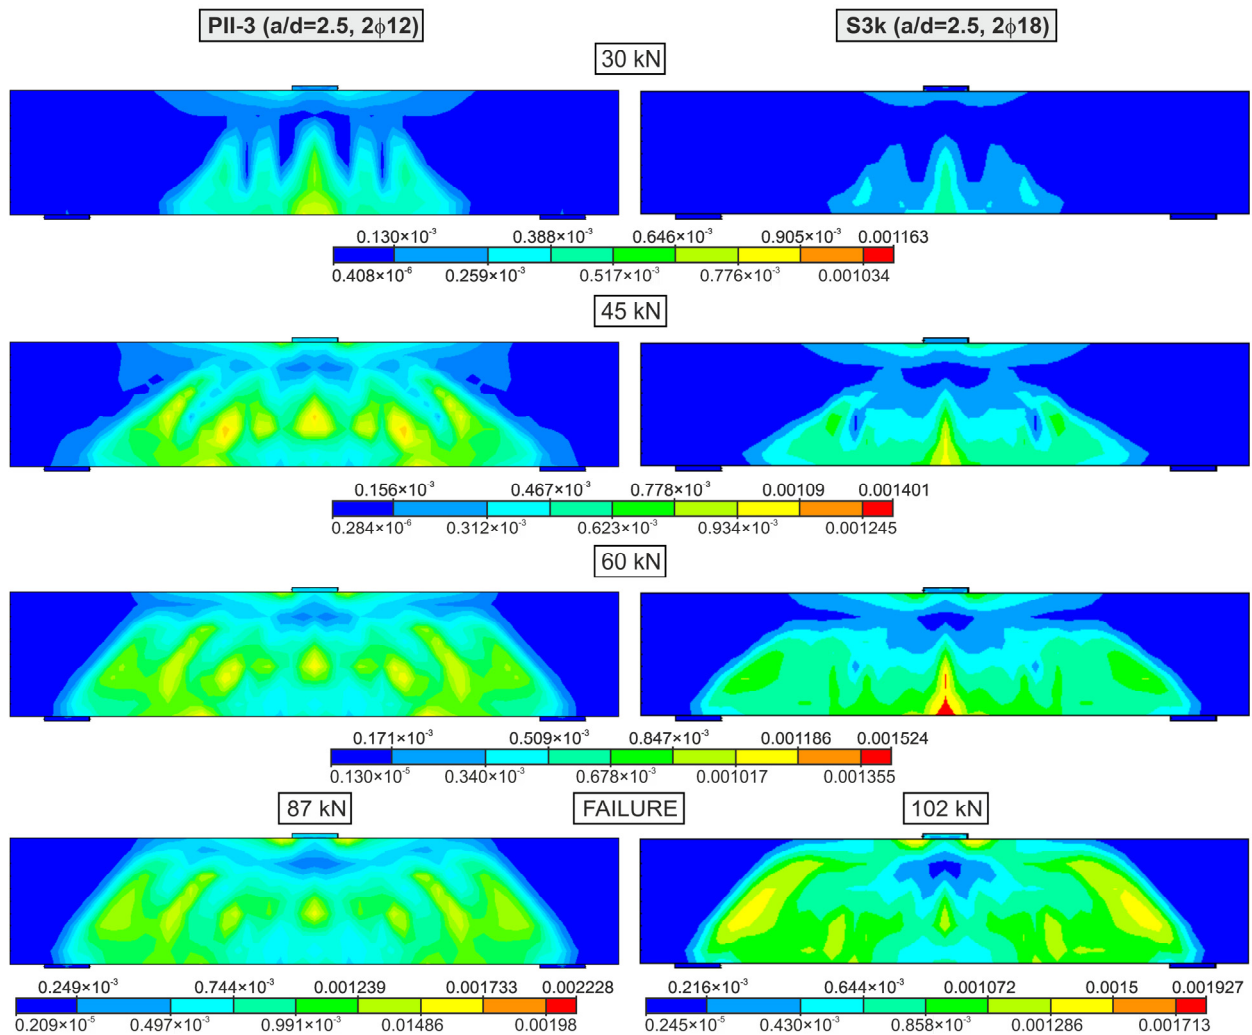 PII-3 (a/d=2.5, 2ϕ12)
S3k (a/d=2.5, 2ϕ18)
30 kN
0.130×10⁻³ 0.388×10⁻³ 0.646×10⁻³ 0.905×10⁻³ 0.001163
0.408×10⁻⁶ 0.259×10⁻³ 0.517×10⁻³ 0.776×10⁻³ 0.001034
45 kN
0.156×10⁻³ 0.467×10⁻³ 0.778×10⁻³ 0.00109 0.001401
0.284×10⁻⁶ 0.312×10⁻³ 0.623×10⁻³ 0.934×10⁻³ 0.001245
60 kN
0.171×10⁻³ 0.509×10⁻³ 0.847×10⁻³ 0.001186 0.001524
0.130×10⁻⁵ 0.340×10⁻³ 0.678×10⁻³ 0.001017 0.001355
87 kN FAILURE 102 kN
0.249×10⁻³ 0.744×10⁻³ 0.001239 0.001733 0.002228
0.209×10⁻⁵ 0.497×10⁻³ 0.991×10⁻³ 0.01486 0.00198
0.216×10⁻³ 0.644×10⁻³ 0.001072 0.0015 0.001927
0.245×10⁻⁵ 0.430×10⁻³ 0.858×10⁻³ 0.001286 0.001713